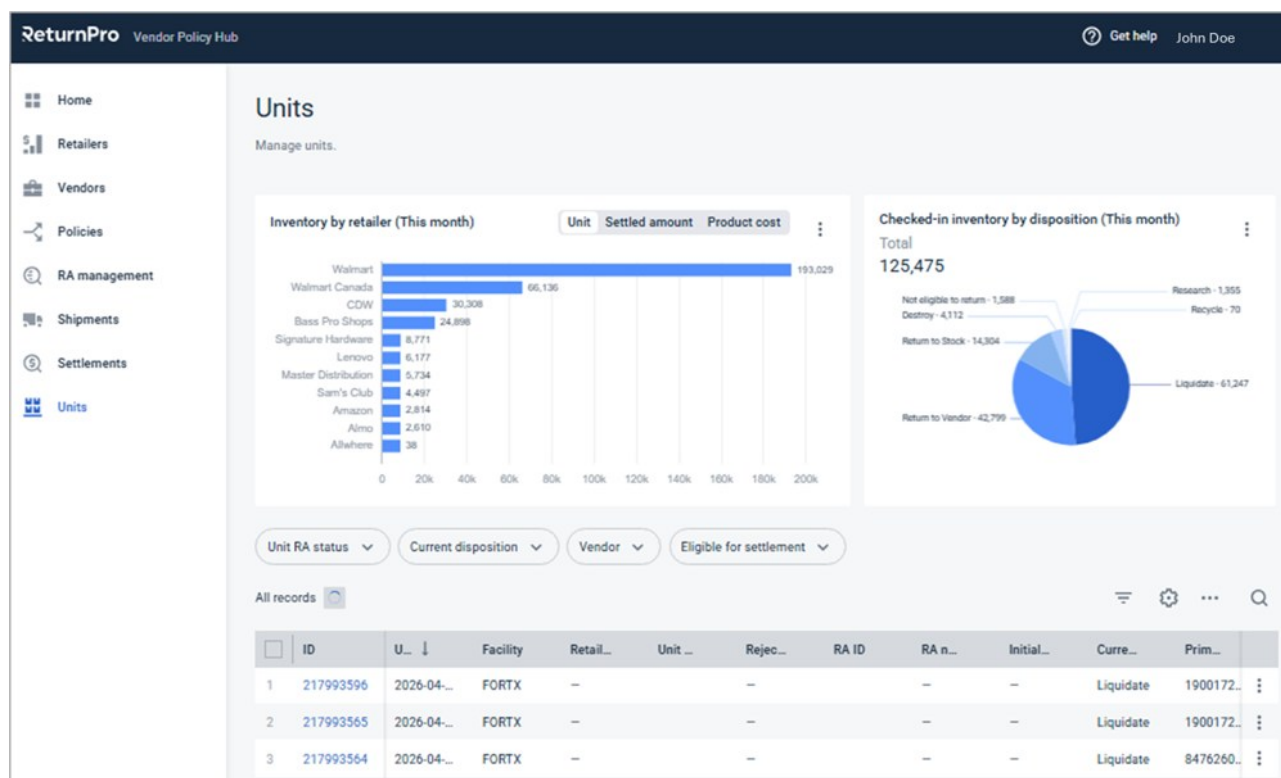 ReturnPro Vendor Policy Hub
Get help John Doe
Home
Retailers
Vendors
Policies
RA management
Shipments
Settlements
Units
Units
Manage units.
Inventory by retailer (This month)
Unit Settled amount Product cost
Walmart 193,029
Walmart Canada 66,136
CDW 30,308
Bass Pro Shops 24,898
Signature Hardware 8,771
Lenovo 6,177
Master Distribution 5,734
Sam's Club 4,497
Amazon 2,814
Almo 2,610
Allwhere 38
0 20k 40k 60k 80k 100k 120k 140k 160k 180k 200k
Checked-in inventory by disposition (This month)
Total
125,475
Research - 1,355
Not eligible to return - 1,588
Recycle - 70
Destroy - 4,112
Return to Stock - 14,304
Liquidate - 61,247
Return to Vendor - 42,799
Unit RA status Current disposition Vendor Eligible for settlement
All records
ID U... ↓ Facility Retail... Unit ... Rejec... RA ID RA n... Initial... Curre... Prim...
1 217993596 2026-04-... FORTX – – – – Liquidate 1900172...
2 217993565 2026-04-... FORTX – – – – Liquidate 1900172...
3 217993564 2026-04-... FORTX – – – – Liquidate 8476260...